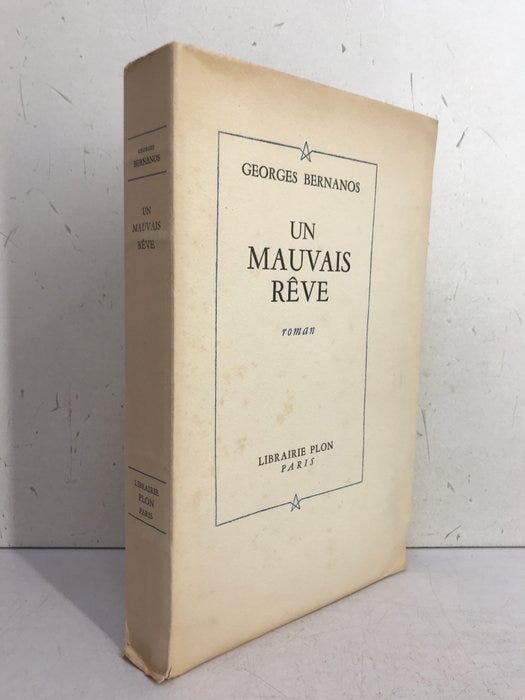 GEORGES
BERNANOS
UN
MAUVAIS
RÊVE
LIBRAIRIE
PLON
PARIS
GEORGES BERNANOS
UN
MAUVAIS
RÊVE
roman
LIBRAIRIE PLON
PARIS